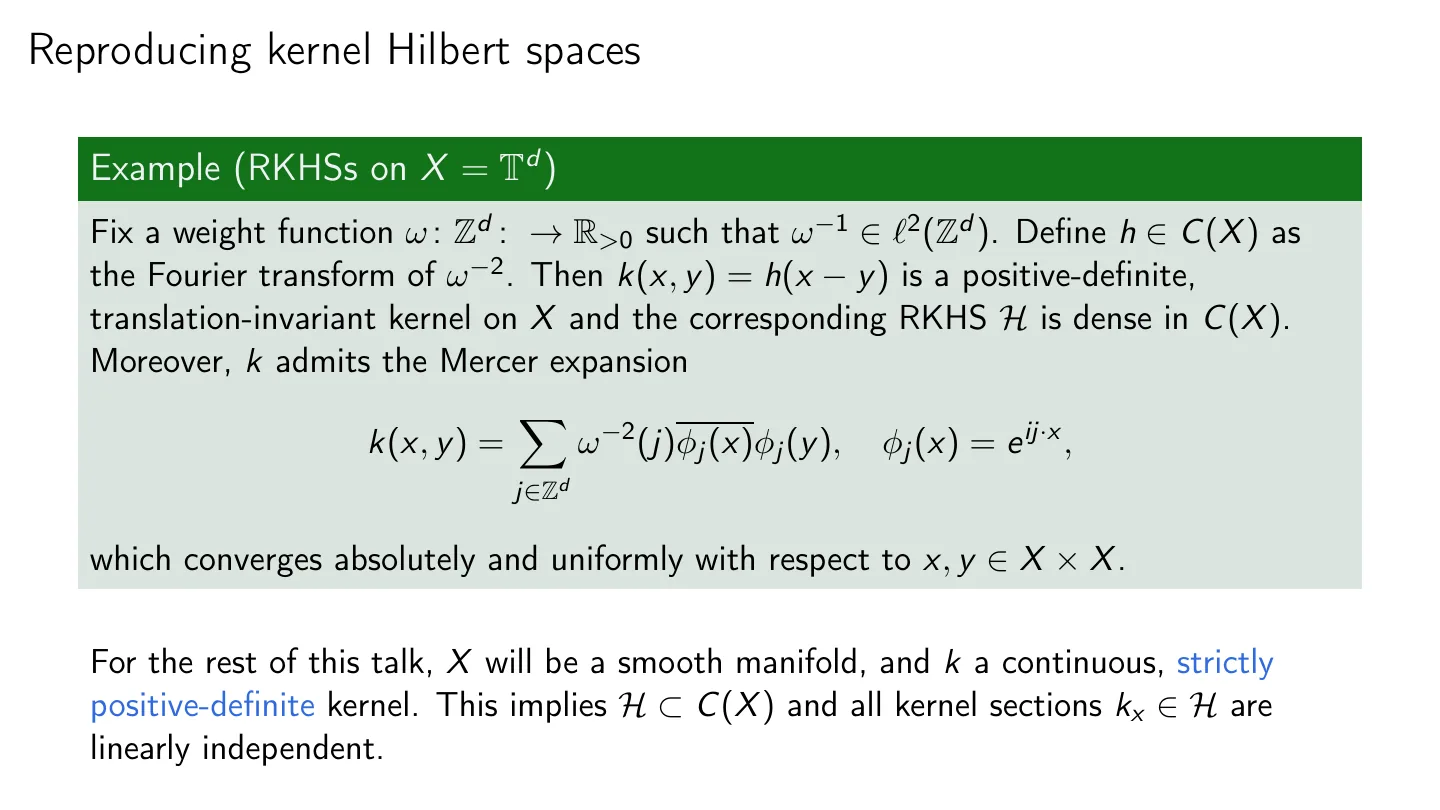 Reproducing kernel Hilbert spaces
Example (RKHSs on X = 𝕋^d)
Fix a weight function ω: ℤ^d: → ℝ_{>0} such that ω^{−1} ∈ ℓ^2(ℤ^d). Define h ∈ C(X) as
the Fourier transform of ω^{−2}. Then k(x, y) = h(x − y) is a positive-definite,
translation-invariant kernel on X and the corresponding RKHS ℋ is dense in C(X).
Moreover, k admits the Mercer expansion
k(x, y) = \sum_{j∈ℤ^d} ω^{−2}(j)\overline{ϕ_j(x)}ϕ_j(y), ϕ_j(x) = e^{ij·x},
which converges absolutely and uniformly with respect to x, y ∈ X × X.
For the rest of this talk, X will be a smooth manifold, and k a continuous, strictly
positive-definite kernel. This implies ℋ ⊂ C(X) and all kernel sections k_x ∈ ℋ are
linearly independent.